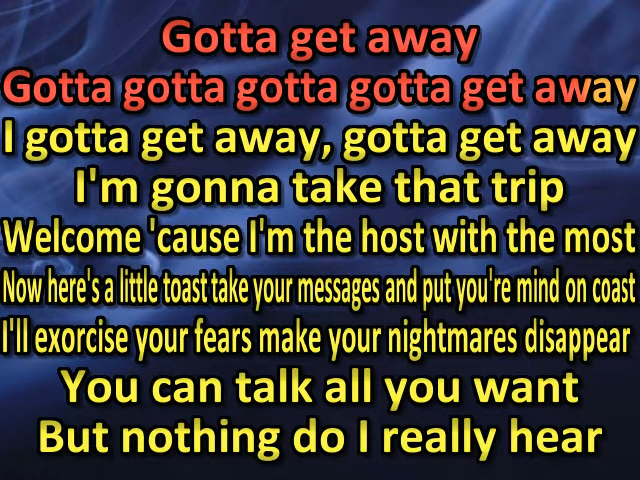 Gotta get away
Gotta gotta gotta gotta get away
I gotta get away, gotta get away
I'm gonna take that trip
Welcome 'cause I'm the host with the most
Now here's a little toast take your messages and put you're mind on coast
I'll exorcise your fears make your nightmares disappear
You can talk all you want
But nothing do I really hear